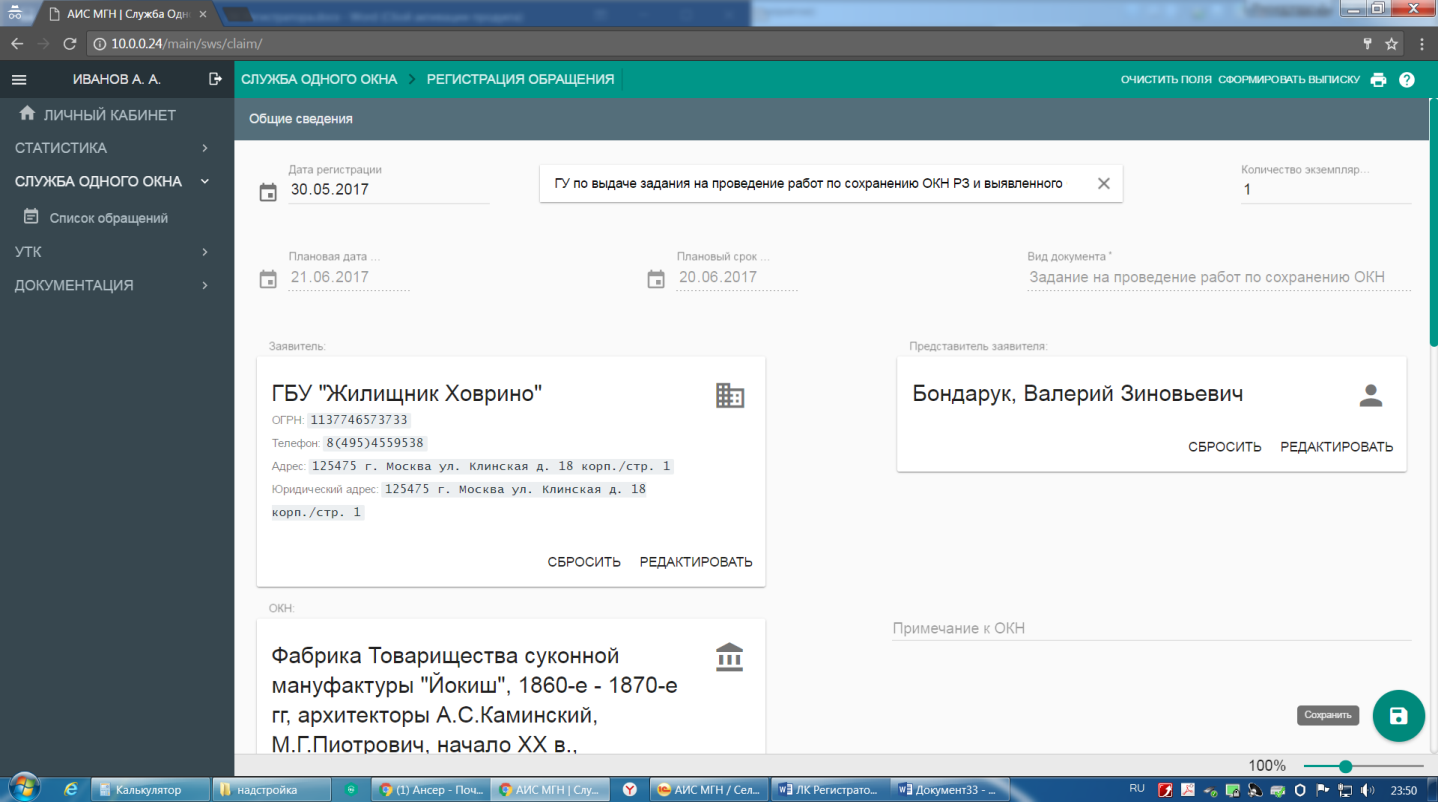 АИС МГН | Служба Одн
10.0.0.24/main/sws/claim/
ИВАНОВ А. А.
СЛУЖБА ОДНОГО ОКНА > РЕГИСТРАЦИЯ ОБРАЩЕНИЯ
ОЧИСТИТЬ ПОЛЯ СФОРМИРОВАТЬ ВЫПИСКУ
ЛИЧНЫЙ КАБИНЕТ
СТАТИСТИКА
СЛУЖБА ОДНОГО ОКНА
Список обращений
УТК
ДОКУМЕНТАЦИЯ
Общие сведения
Дата регистрации
30.05.2017
ГУ по выдаче задания на проведение работ по сохранению ОКН РЗ и выявленного
Количество экземпляр...
1
Плановая дата ...
21.06.2017
Плановый срок ...
20.06.2017
Вид документа *
Задание на проведение работ по сохранению ОКН
Заявитель:
ГБУ "Жилищник Ховрино"
ОГРН: 1137746573733
Телефон: 8(495)4559538
Адрес: 125475 г. Москва ул. Клинская д. 18 корп./стр. 1
Юридический адрес: 125475 г. Москва ул. Клинская д. 18
корп./стр. 1
СБРОСИТЬ РЕДАКТИРОВАТЬ
Представитель заявителя:
Бондарук, Валерий Зиновьевич
СБРОСИТЬ РЕДАКТИРОВАТЬ
ОКН:
Фабрика Товарищества суконной
мануфактуры "Йокиш", 1860-е - 1870-е
гг, архитекторы А.С.Каминский,
М.Г.Пиотрович, начало XX в.,
Примечание к ОКН
Сохранить
100%
Калькулятор
надстройка
(1) Ансер - Поч...
АИС МГН | Слу...
АИС МГН / Сел...
ЛК Регистрато...
Документ33 - ...
RU
23:50